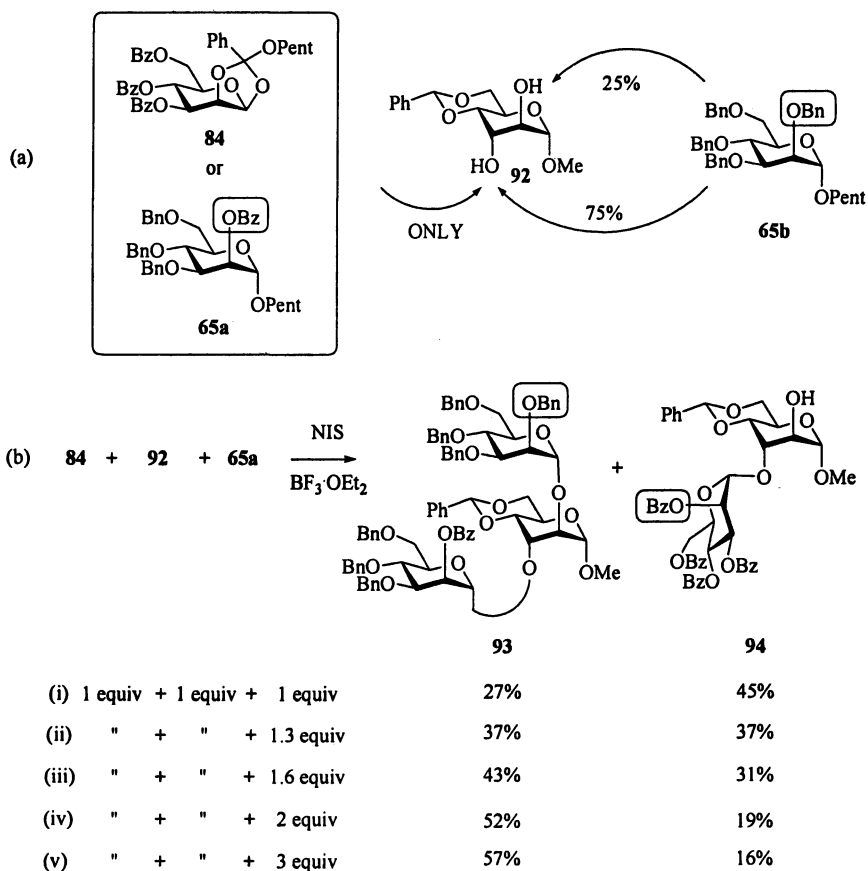 (a)
Ph
OPent
BzO
O
O
BzO
BzO
O
O
84
or
BnO
OBz
BnO
BnO
O
OPent
65a
ONLY
Ph
O
O
OH
O
HO
OMe
92
25%
75%
BnO
OBn
BnO
BnO
O
OPent
65b
(b) 84 + 92 + 65a
NIS
BF3·OEt2
BnO
OBn
BnO
BnO
O
O
Ph
O
O
O
BnO
OBz
BnO
BnO
O
O
OMe
93
+
Ph
O
O
OH
O
O
OMe
BzO
O
OBz
BzO
OBz
94
(i) 1 equiv + 1 equiv + 1 equiv 27% 45%
(ii) " + " + 1.3 equiv 37% 37%
(iii) " + " + 1.6 equiv 43% 31%
(iv) " + " + 2 equiv 52% 19%
(v) " + " + 3 equiv 57% 16%